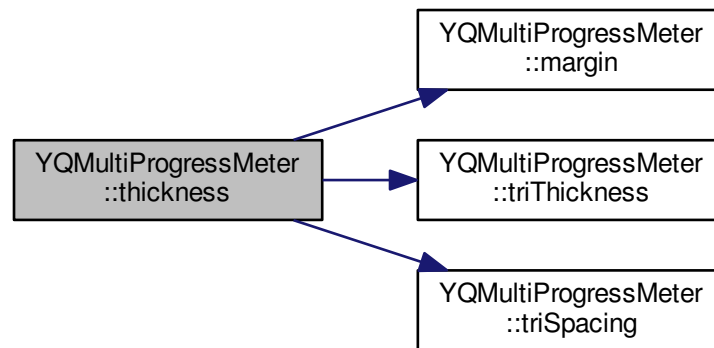 YQMultiProgressMeter
::thickness
YQMultiProgressMeter
::margin
YQMultiProgressMeter
::triThickness
YQMultiProgressMeter
::triSpacing